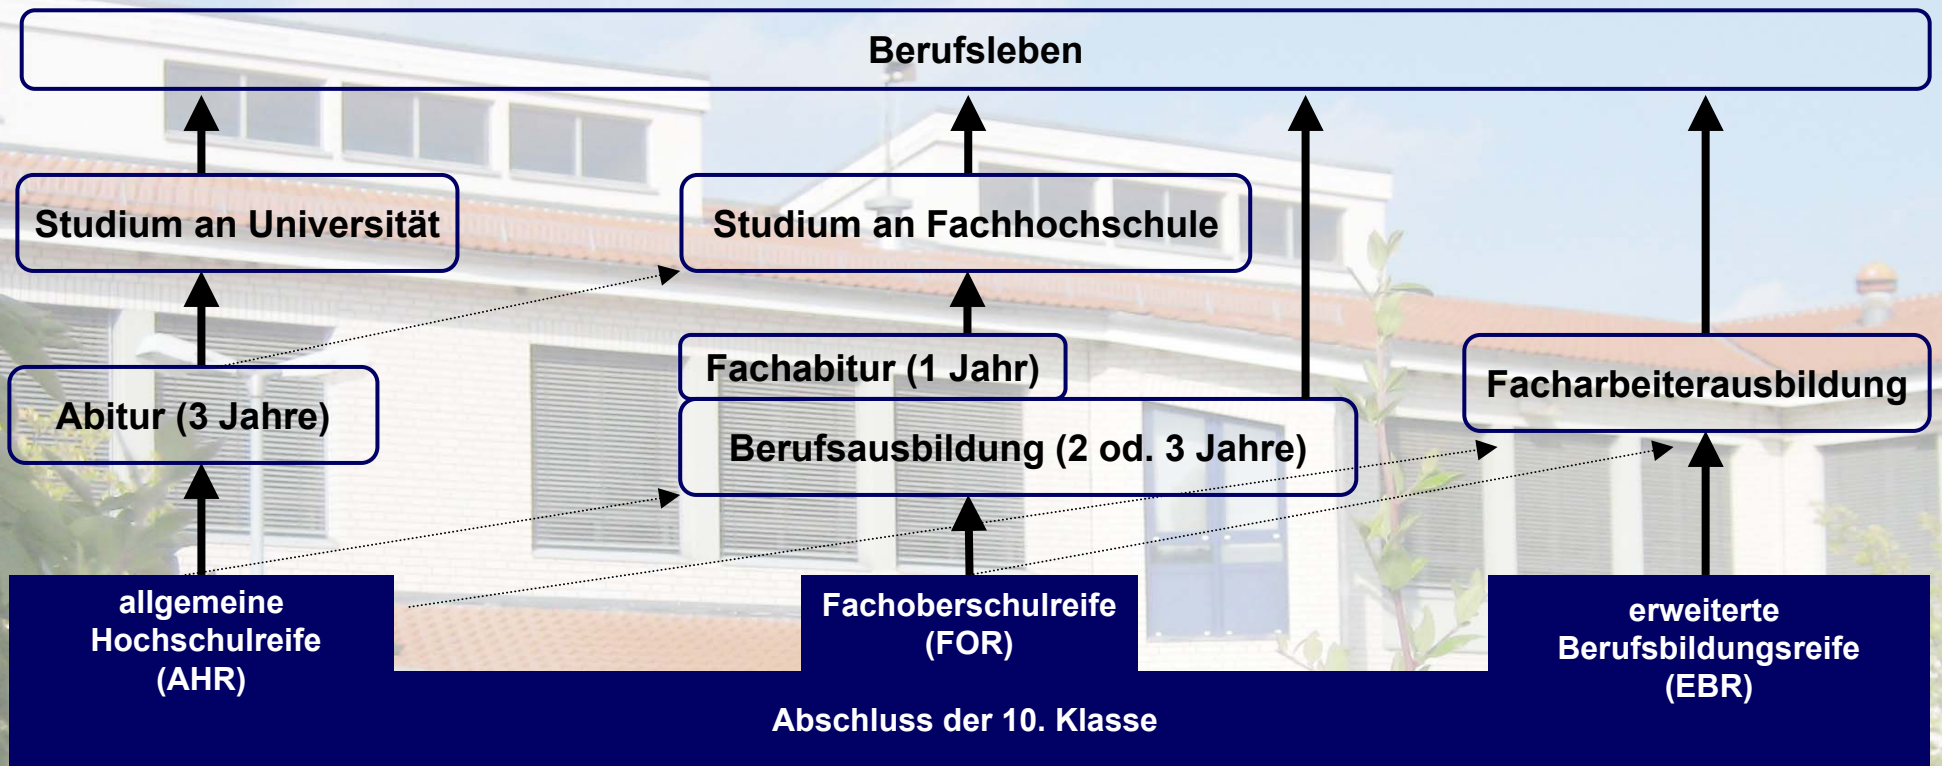 Berufsleben
Studium an Universität
Studium an Fachhochschule
Fachabitur (1 Jahr)
Facharbeiterausbildung
Abitur (3 Jahre)
Berufsausbildung (2 od. 3 Jahre)
allgemeine
Hochschulreife
(AHR)
Fachoberschulreife
(FOR)
erweiterte
Berufsbildungsreife
(EBR)
Abschluss der 10. Klasse